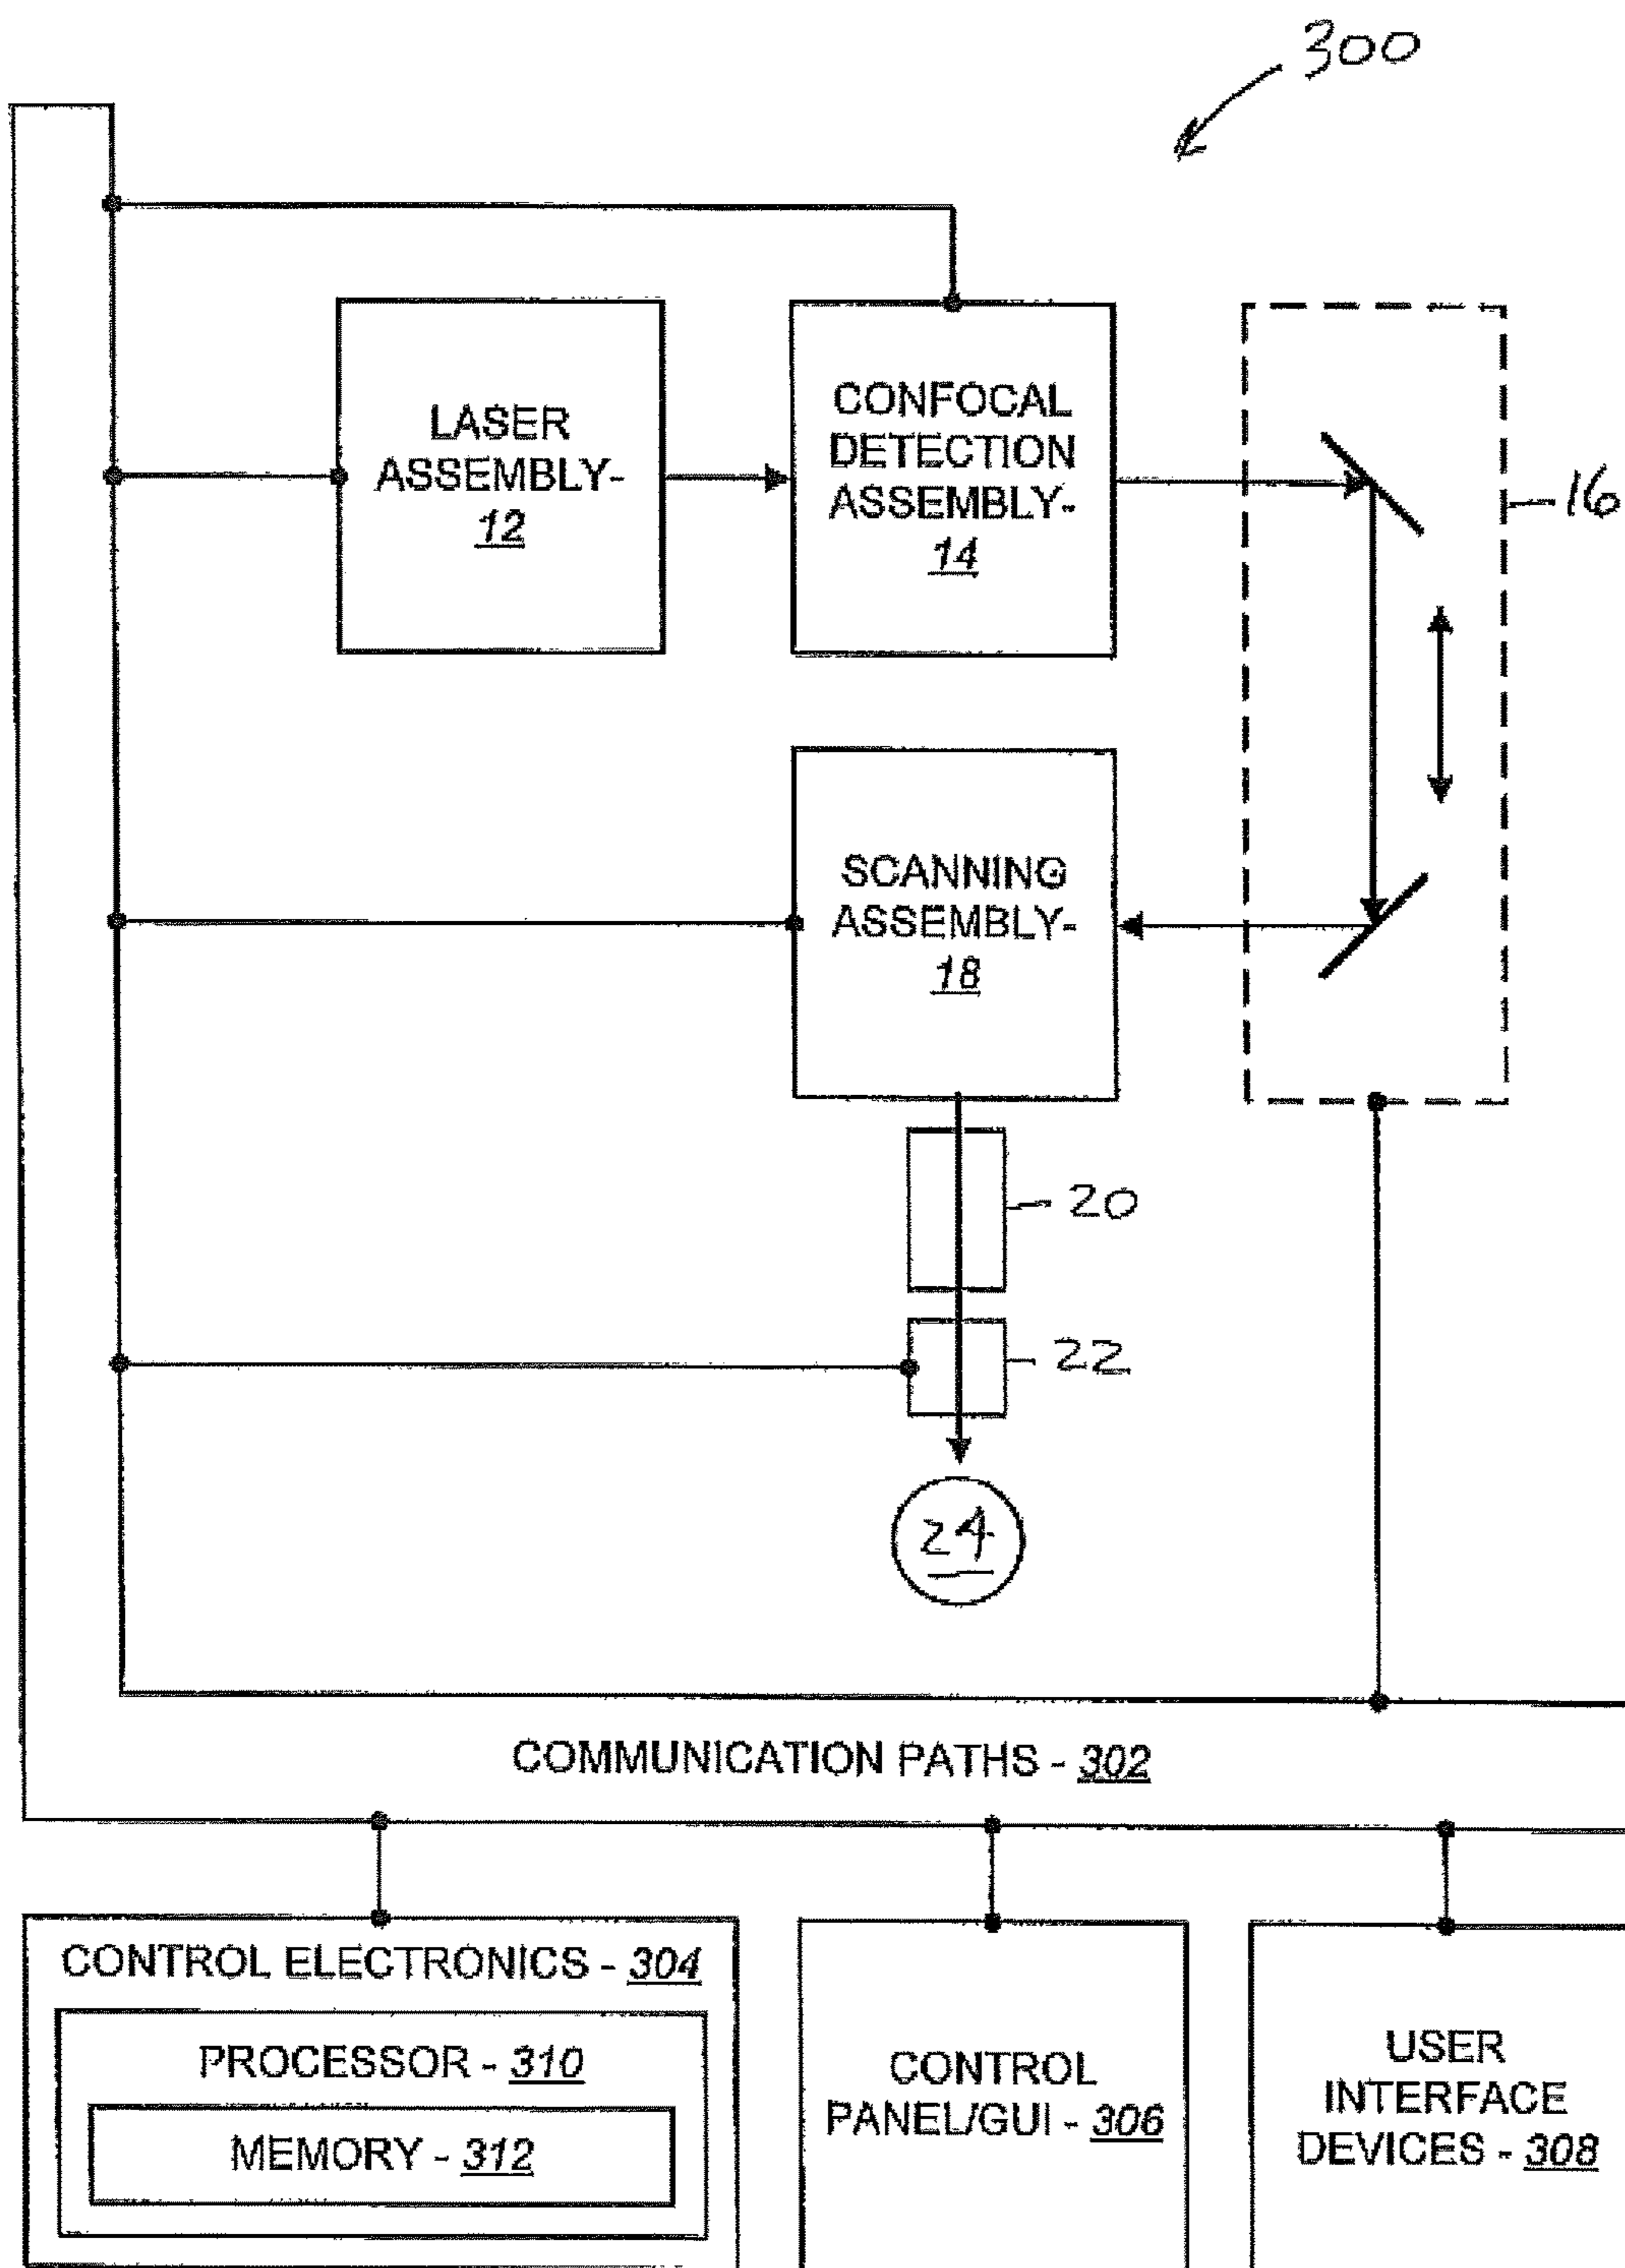 300
LASER
ASSEMBLY-
12
CONFOCAL
DETECTION
ASSEMBLY-
14
16
SCANNING
ASSEMBLY-
18
20
22
24
COMMUNICATION PATHS - 302
CONTROL ELECTRONICS - 304
PROCESSOR - 310
MEMORY - 312
CONTROL
PANEL/GUI - 306
USER
INTERFACE
DEVICES - 308